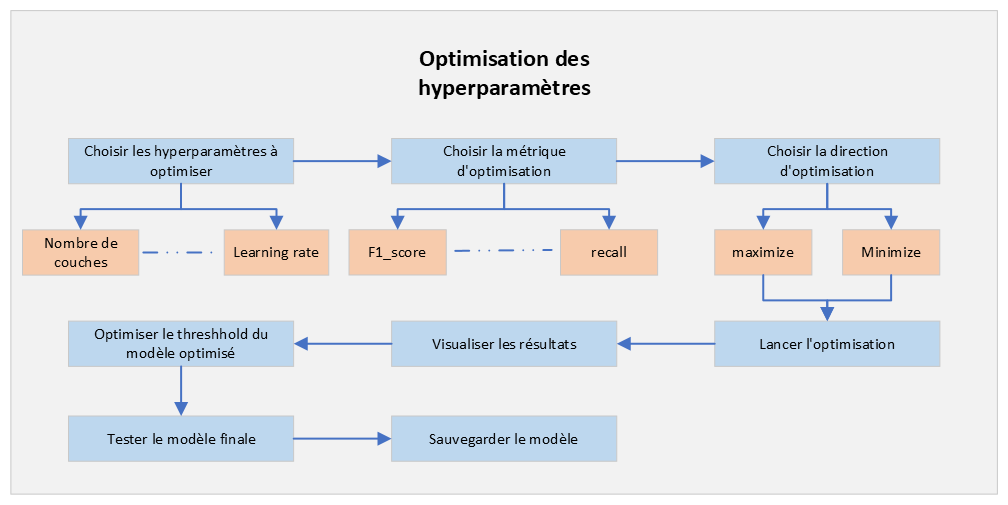 Optimisation des
hyperparamètres
Choisir les hyperparamètres à
optimiser
Choisir la métrique
d'optimisation
Choisir la direction
d'optimisation
Nombre de
couches
Learning rate
F1_score
recall
maximize
Minimize
Optimiser le threshhold du
modèle optimisé
Visualiser les résultats
Lancer l'optimisation
Tester le modèle finale
Sauvegarder le modèle